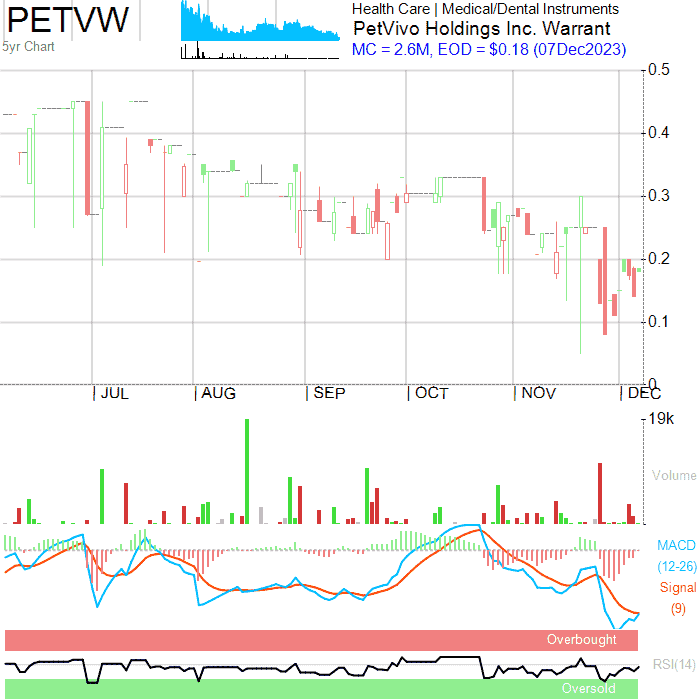 PETVW
5yr Chart
Health Care | Medical/Dental Instruments
PetVivo Holdings Inc. Warrant
MC = 2.6M, EOD = $0.18 (07Dec2023)
0.5
0.4
0.3
0.2
0.1
0
JUL
AUG
SEP
OCT
NOV
DEC
19k
Volume
MACD
(12-26)
Signal
(9)
Overbought
RSI(14)
Oversold